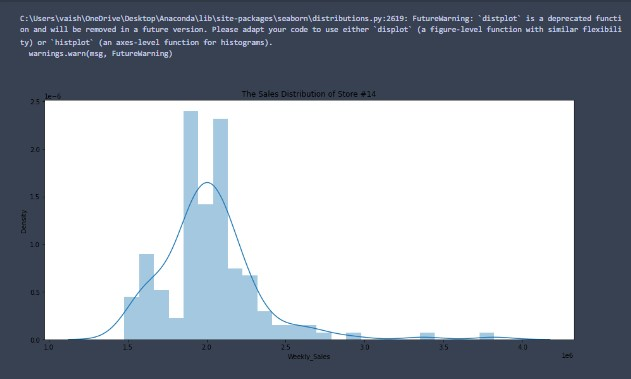 C:\Users\vaish\OneDrive\Desktop\Anaconda\lib\site-packages\seaborn\distributions.py:2619: FutureWarning: `distplot` is a deprecated functi
on and will be removed in a future version. Please adapt your code to use either `displot` (a figure-level function with similar flexibili
ty) or `histplot` (an axes-level function for histograms).
warnings.warn(msg, FutureWarning)
The Sales Distribution of Store #14
1e-6
2.5
2.0
1.5
1.0
0.5
0.0
Density
1.0 1.5 2.0 2.5 3.0 3.5 4.0
1e6
Weekly_Sales